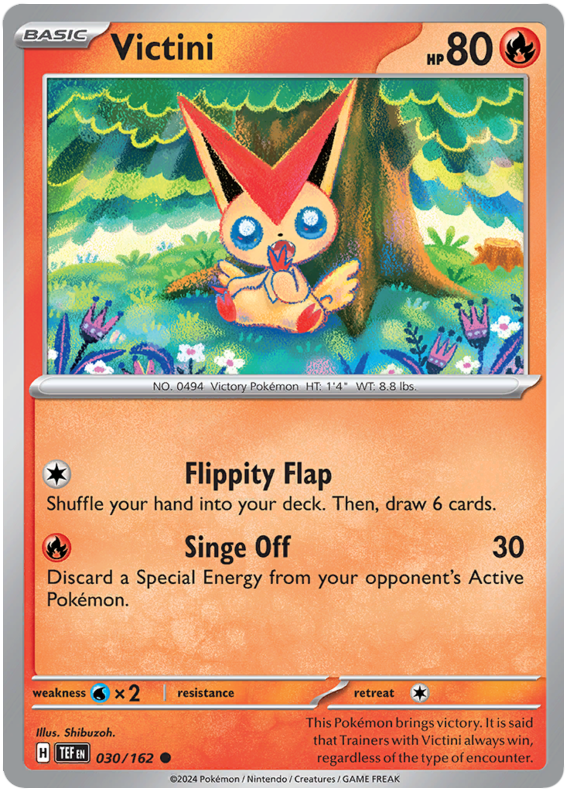 BASIC Victini HP 80
NO. 0494 Victory Pokémon HT: 1'4" WT: 8.8 lbs.
Flippity Flap
Shuffle your hand into your deck. Then, draw 6 cards.
Singe Off 30
Discard a Special Energy from your opponent's Active
Pokémon.
weakness ×2 resistance retreat
Illus. Shibuzoh.
H TEF EN 030/162
This Pokémon brings victory. It is said
that Trainers with Victini always win,
regardless of the type of encounter.
©2024 Pokémon / Nintendo / Creatures / GAME FREAK